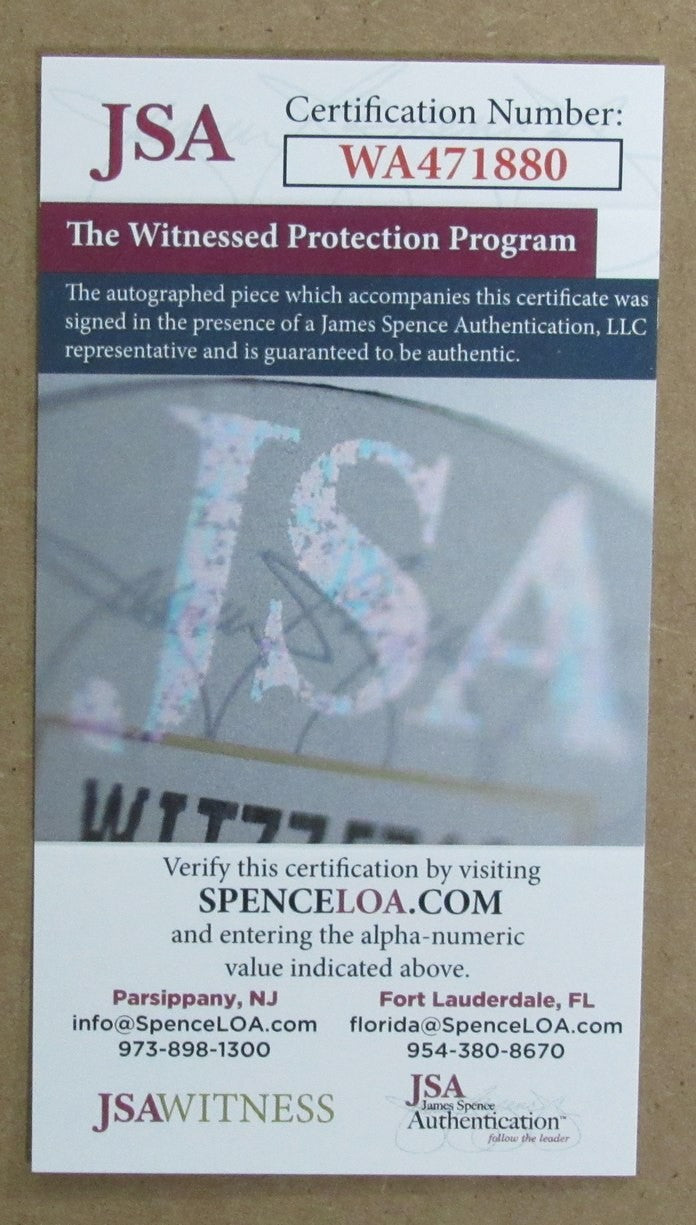 JSA
Certification Number:
WA471880
The Witnessed Protection Program
The autographed piece which accompanies this certificate was
signed in the presence of a James Spence Authentication, LLC
representative and is guaranteed to be authentic.
JSA
Verify this certification by visiting
SPENCELOA.COM
and entering the alpha-numeric
value indicated above.
Parsippany, NJ
info@SpenceLOA.com
973-898-1300
Fort Lauderdale, FL
florida@SpenceLOA.com
954-380-8670
JSAWITNESS
JSA
James Spence
Authentication™
follow the leader